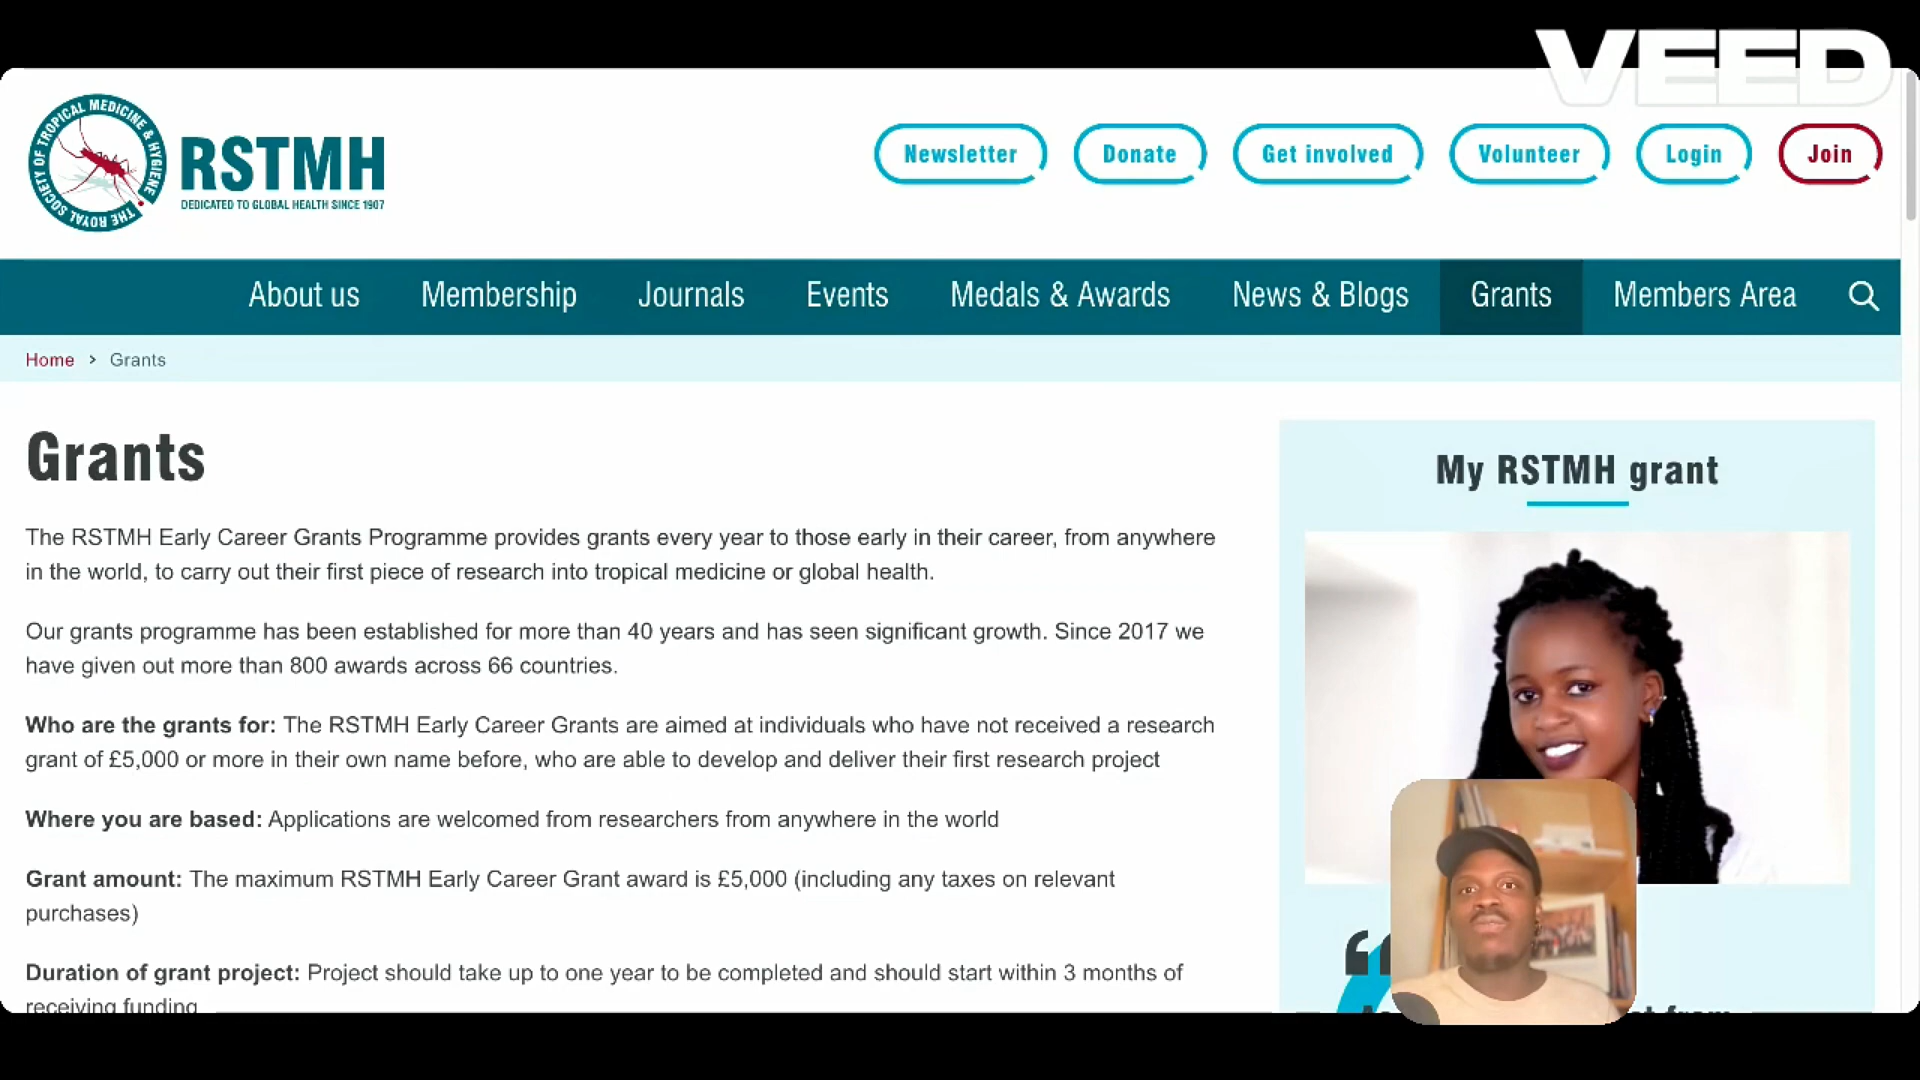 VEED
THE ROYAL SOCIETY OF TROPICAL MEDICINE & HYGIENE
RSTMH
DEDICATED TO GLOBAL HEALTH SINCE 1907
Newsletter
Donate
Get involved
Volunteer
Login
Join
About us
Membership
Journals
Events
Medals & Awards
News & Blogs
Grants
Members Area
Home > Grants
Grants
The RSTMH Early Career Grants Programme provides grants every year to those early in their career, from anywhere
in the world, to carry out their first piece of research into tropical medicine or global health.
Our grants programme has been established for more than 40 years and has seen significant growth. Since 2017 we
have given out more than 800 awards across 66 countries.
Who are the grants for: The RSTMH Early Career Grants are aimed at individuals who have not received a research
grant of £5,000 or more in their own name before, who are able to develop and deliver their first research project
Where you are based: Applications are welcomed from researchers from anywhere in the world
Grant amount: The maximum RSTMH Early Career Grant award is £5,000 (including any taxes on relevant
purchases)
Duration of grant project: Project should take up to one year to be completed and should start within 3 months of
receiving funding
My RSTMH grant